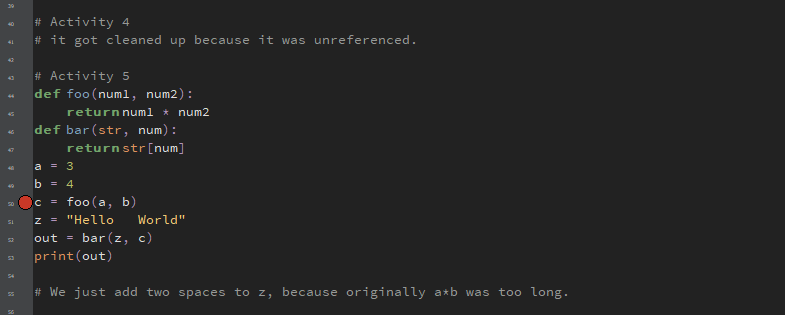 39
40 # Activity 4
41 # it got cleaned up because it was unreferenced.
42
43 # Activity 5
44 def foo(num1, num2):
45     return num1 * num2
46 def bar(str, num):
47     return str[num]
48 a = 3
49 b = 4
50 c = foo(a, b)
51 z = "Hello   World"
52 out = bar(z, c)
53 print(out)
54
55 # We just add two spaces to z, because originally a*b was too long.
56